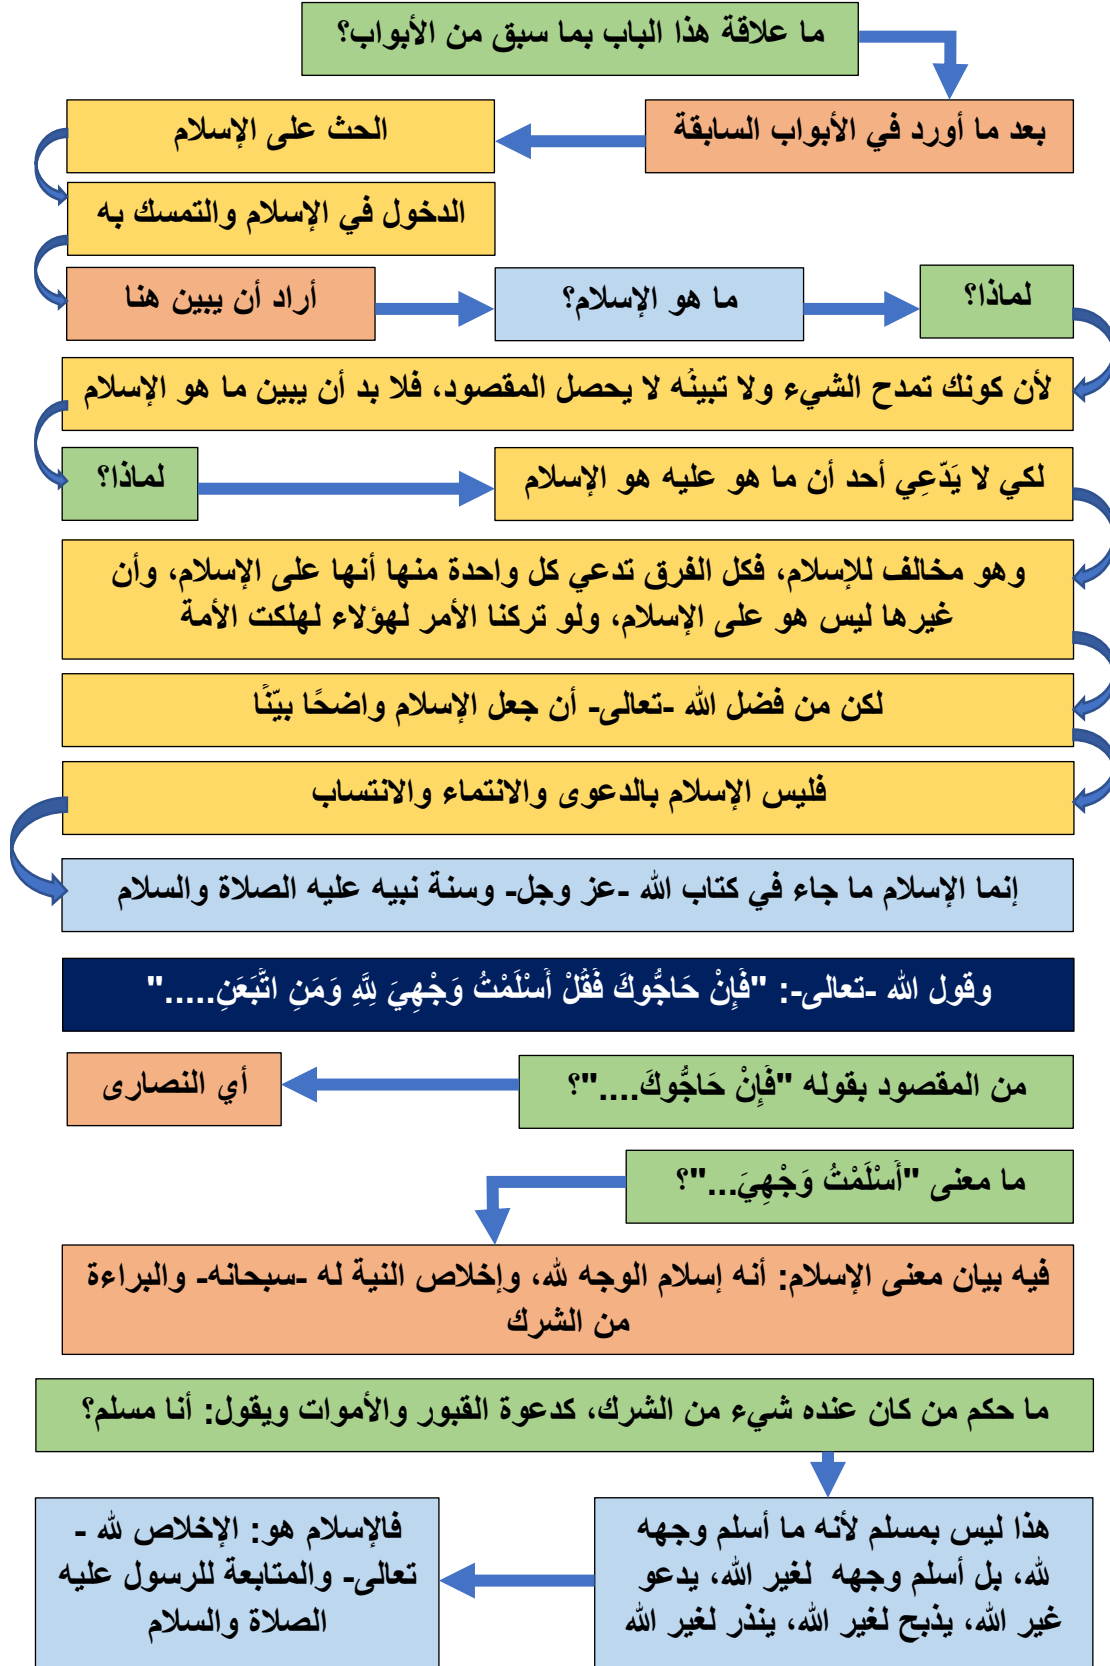 ما علاقة هذا الباب بما سبق من الأبواب؟
بعد ما أورد في الأبواب السابقة
الحث على الإسلام
الدخول في الإسلام والتمسك به
أراد أن يبين هنا
ما هو الإسلام؟
لماذا؟
لأن كونك تمدح الشيء ولا تبينُه لا يحصل المقصود، فلا بد أن يبين ما هو الإسلام
لماذا؟
لكي لا يَدّعِي أحد أن ما هو عليه هو الإسلام
وهو مخالف للإسلام، فكل الفرق تدعي كل واحدة منها أنها على الإسلام، وأن
غيرها ليس هو على الإسلام، ولو تركنا الأمر لهؤلاء لهلكت الأمة
لكن من فضل الله -تعالى- أن جعل الإسلام واضحًا بيّنًا
فليس الإسلام بالدعوى والانتماء والانتساب
إنما الإسلام ما جاء في كتاب الله -عز وجل- وسنة نبيه عليه الصلاة والسلام
وقول الله -تعالى-: "فَإِنْ حَاجُّوكَ فَقُلْ أَسْلَمْتُ وَجْهِيَ لِلَّهِ وَمَنِ اتَّبَعَنِ....."
من المقصود بقوله "فَإِنْ حَاجُّوكَ...."؟
أي النصارى
ما معنى "أَسْلَمْتُ وَجْهِيَ..."؟
فيه بيان معنى الإسلام: أنه إسلام الوجه لله، وإخلاص النية له -سبحانه- والبراءة
من الشرك
ما حكم من كان عنده شيء من الشرك، كدعوة القبور والأموات ويقول: أنا مسلم؟
هذا ليس بمسلم لأنه ما أسلم وجهه
لله، بل أسلم وجهه لغير الله، يدعو
غير الله، يذبح لغير الله، ينذر لغير الله
فالإسلام هو: الإخلاص لله -
تعالى- والمتابعة للرسول عليه
الصلاة والسلام